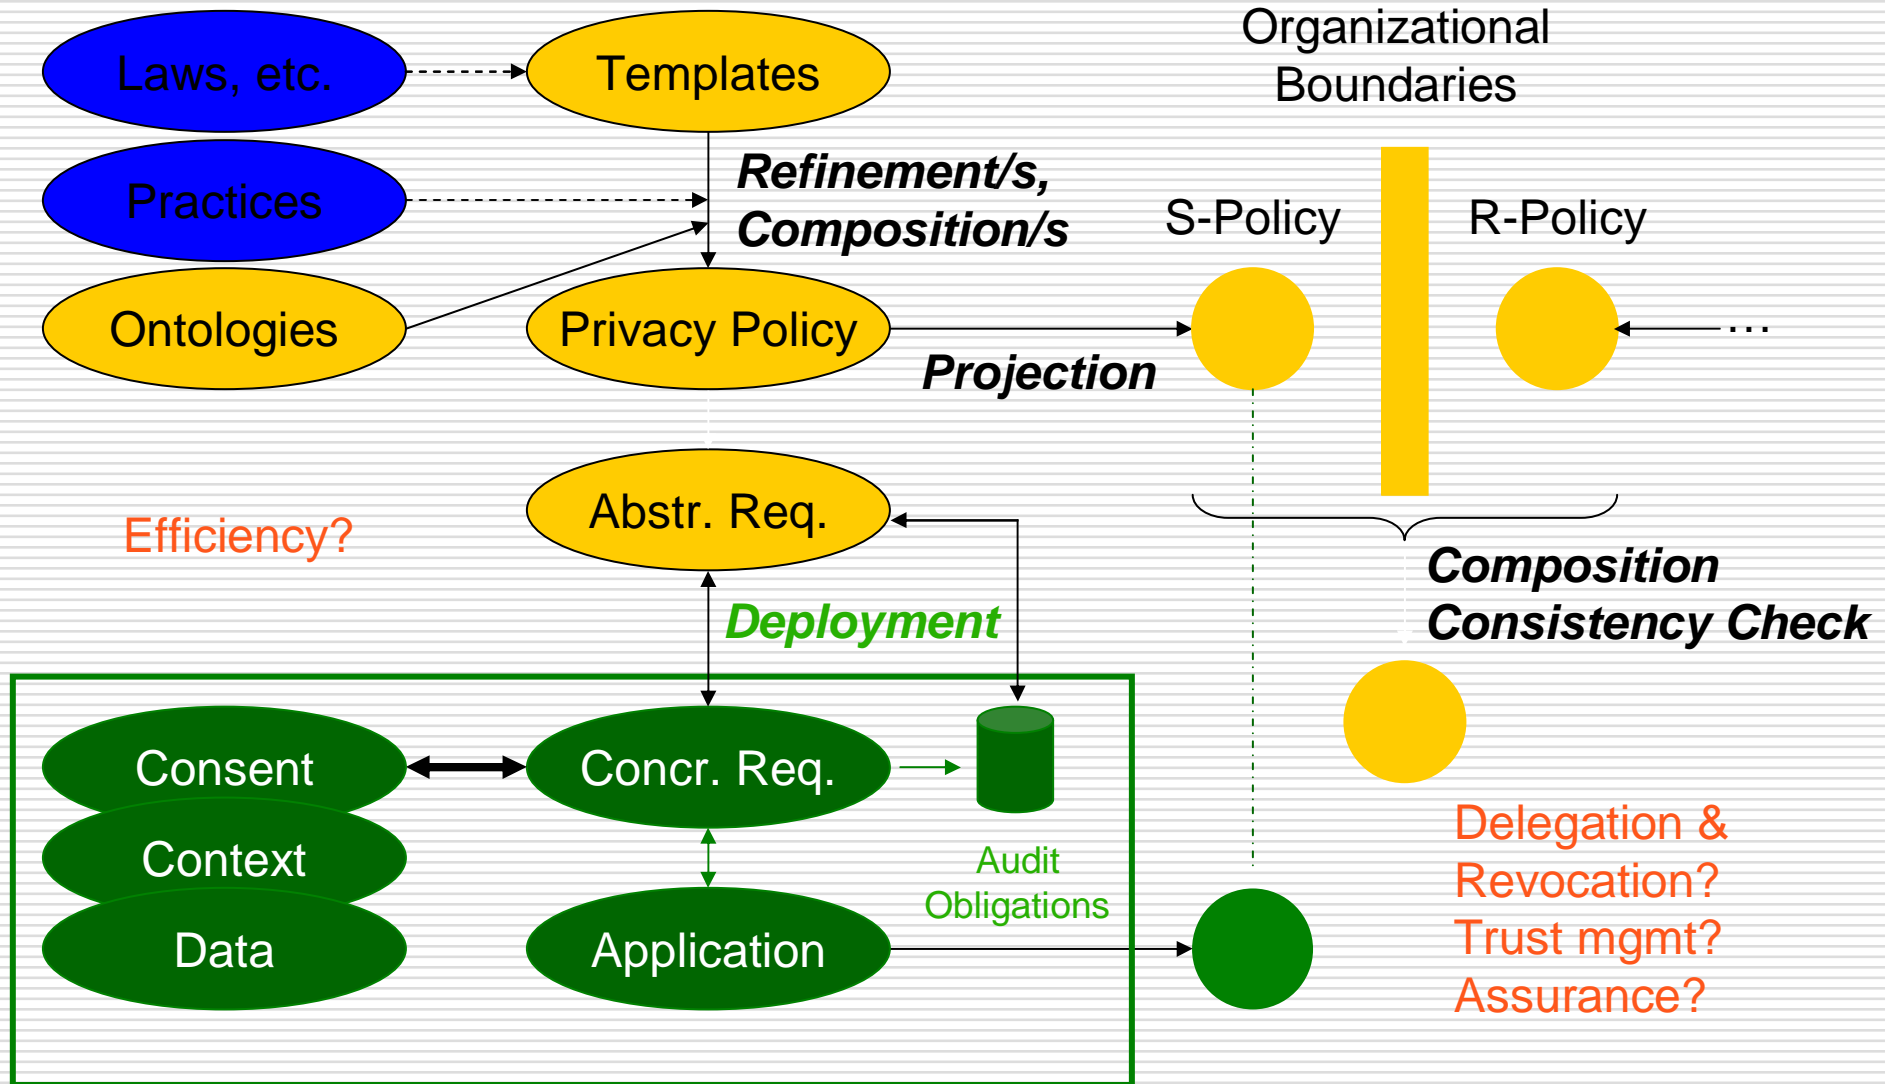 Laws, etc.
Templates
Organizational
Boundaries
Practices
Refinement/s,
Composition/s
S-Policy
R-Policy
Ontologies
Privacy Policy
Projection
...
Abstr. Req.
Efficiency?
Composition
Consistency Check
Deployment
Consent
Concr. Req.
Context
Audit
Obligations
Data
Application
Delegation &
Revocation?
Trust mgmt?
Assurance?